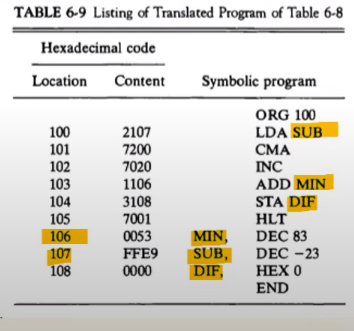 TABLE 6-9 Listing of Translated Program of Table 6-8
Hexadecimal code
Location Content Symbolic program
ORG 100
100 2107 LDA SUB
101 7200 CMA
102 7020 INC
103 1106 ADD MIN
104 3108 STA DIF
105 7001 HLT
106 0053 MIN, DEC 83
107 FFE9 SUB, DEC −23
108 0000 DIF, HEX 0
END